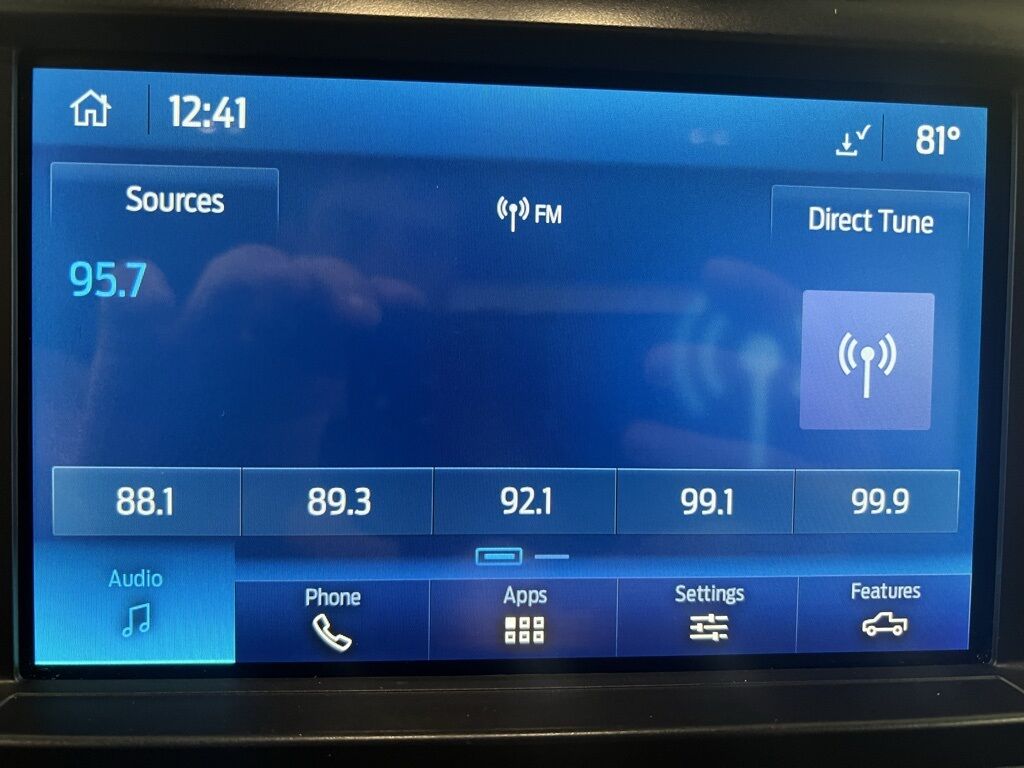 12:41
81°
Sources
FM
Direct Tune
95.7
88.1
89.3
92.1
99.1
99.9
Audio
Phone
Apps
Settings
Features